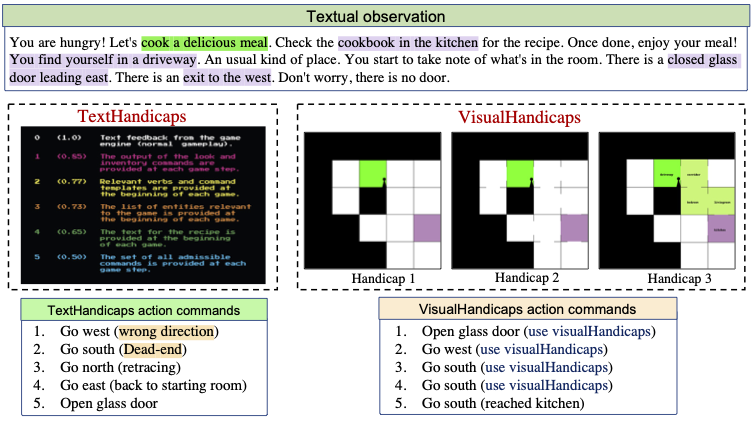 Textual observation
You are hungry! Let's cook a delicious meal. Check the cookbook in the kitchen for the recipe. Once done, enjoy your meal!
You find yourself in a driveway. An usual kind of place. You start to take note of what's in the room. There is a closed glass
door leading east. There is an exit to the west. Don't worry, there is no door.
TextHandicaps
0 (1.0) Text feedback from the game
engine (normal gameplay).
1 (0.85) The output of the look and
inventory commands are
provided at each game step.
2 (0.77) Relevant verbs and command
templates are provided at
the beginning of each game.
3 (0.73) The list of entities relevant
to the game is provided at
the beginning of each game.
4 (0.65) The text for the recipe is
provided at the beginning
of each game.
5 (0.50) The set of all admissible
commands is provided at each
game step.
VisualHandicaps
Handicap 1
Handicap 2
Handicap 3
TextHandicaps action commands
1. Go west (wrong direction)
2. Go south (Dead-end)
3. Go north (retracing)
4. Go east (back to starting room)
5. Open glass door
VisualHandicaps action commands
1. Open glass door (use visualHandicaps)
2. Go west (use visualHandicaps)
3. Go south (use visualHandicaps)
4. Go south (use visualHandicaps)
5. Go south (reached kitchen)